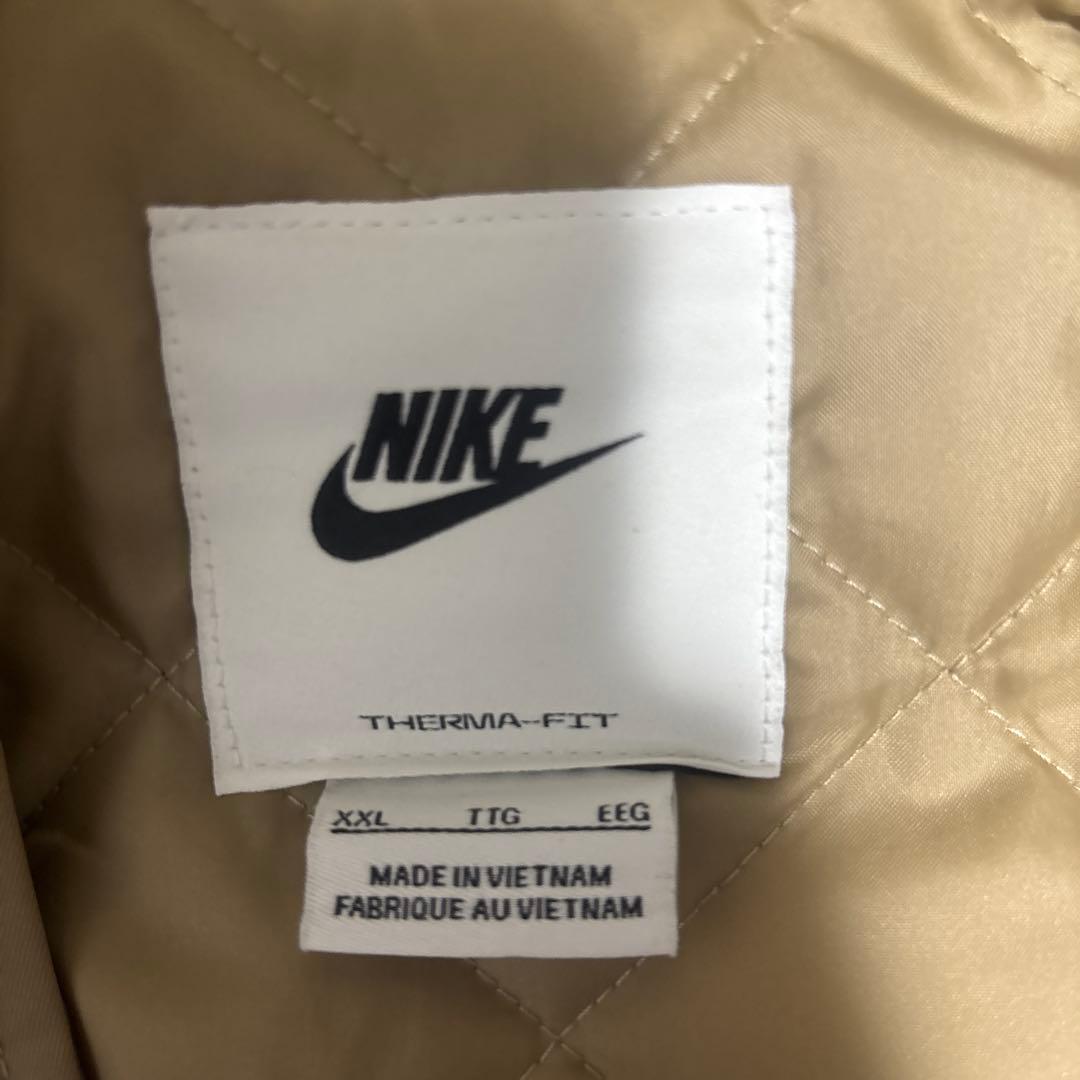 NIKE
THERMA-FIT
XXL TTG EEG
MADE IN VIETNAM
FABRIQUE AU VIETNAM